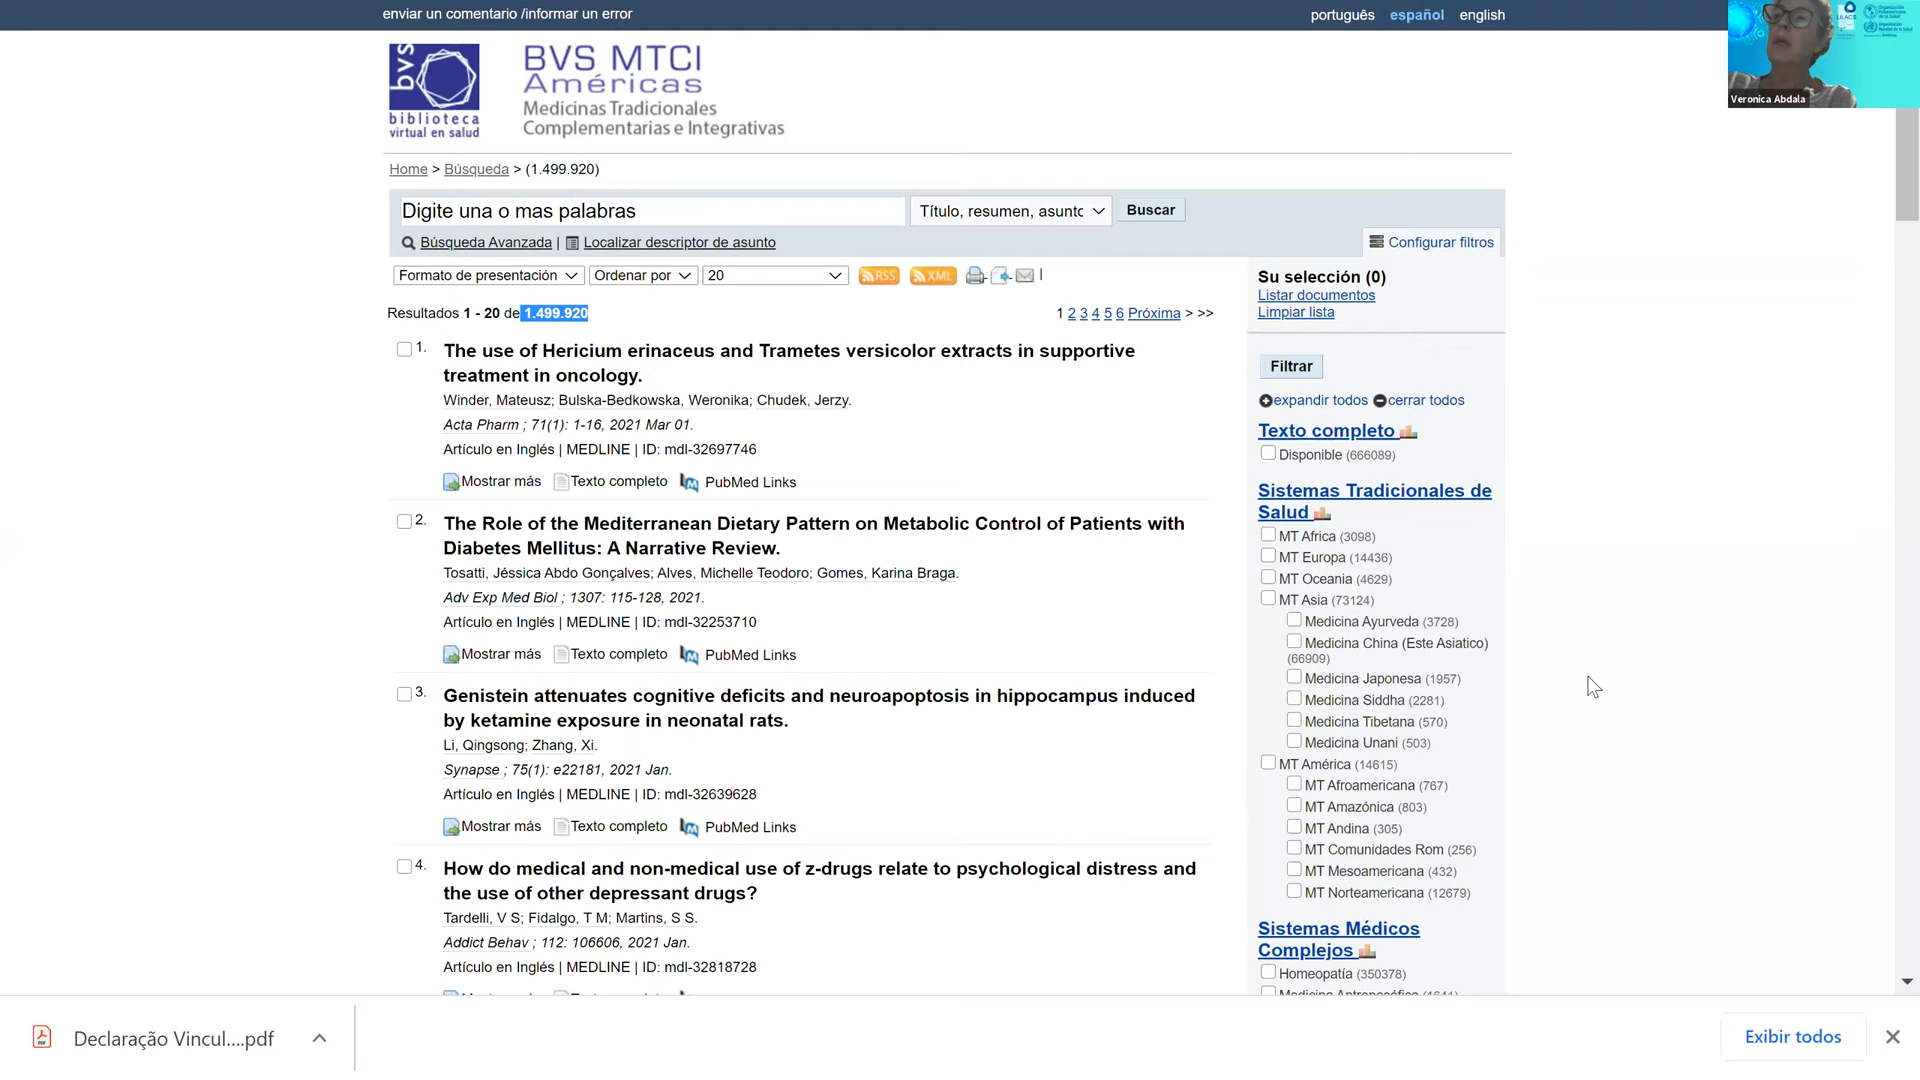 enviar un comentario /informar un error
português español english
bvs
biblioteca
virtual en salud
BVS MTCI
Américas
Medicinas Tradicionales
Complementarias e Integrativas
LILACS
Veronica Abdala
Home > Búsqueda > (1.499.920)
Digite una o mas palabras
Título, resumen, asunto
Buscar
Búsqueda Avanzada | Localizar descriptor de asunto
Configurar filtros
Formato de presentación
Ordenar por
20
RSS
XML
|
Resultados 1 - 20 de 1.499.920
1 2 3 4 5 6 Próxima > >>
1. The use of Hericium erinaceus and Trametes versicolor extracts in supportive
treatment in oncology.
Winder, Mateusz; Bulska-Bedkowska, Weronika; Chudek, Jerzy.
Acta Pharm ; 71(1): 1-16, 2021 Mar 01.
Artículo en Inglés | MEDLINE | ID: mdl-32697746
Mostrar más Texto completo PubMed Links
2. The Role of the Mediterranean Dietary Pattern on Metabolic Control of Patients with
Diabetes Mellitus: A Narrative Review.
Tosatti, Jéssica Abdo Gonçalves; Alves, Michelle Teodoro; Gomes, Karina Braga.
Adv Exp Med Biol ; 1307: 115-128, 2021.
Artículo en Inglés | MEDLINE | ID: mdl-32253710
Mostrar más Texto completo PubMed Links
3. Genistein attenuates cognitive deficits and neuroapoptosis in hippocampus induced
by ketamine exposure in neonatal rats.
Li, Qingsong; Zhang, Xi.
Synapse ; 75(1): e22181, 2021 Jan.
Artículo en Inglés | MEDLINE | ID: mdl-32639628
Mostrar más Texto completo PubMed Links
4. How do medical and non-medical use of z-drugs relate to psychological distress and
the use of other depressant drugs?
Tardelli, V S; Fidalgo, T M; Martins, S S.
Addict Behav ; 112: 106606, 2021 Jan.
Artículo en Inglés | MEDLINE | ID: mdl-32818728
Su selección (0)
Listar documentos
Limpiar lista
Filtrar
expandir todos cerrar todos
Texto completo
Disponible (666089)
Sistemas Tradicionales de
Salud
MT Africa (3098)
MT Europa (14436)
MT Oceania (4629)
MT Asia (73124)
Medicina Ayurveda (3728)
Medicina China (Este Asiatico)
(66909)
Medicina Japonesa (1957)
Medicina Siddha (2281)
Medicina Tibetana (570)
Medicina Unani (503)
MT América (14615)
MT Afroamericana (767)
MT Amazónica (803)
MT Andina (305)
MT Comunidades Rom (256)
MT Mesoamericana (432)
MT Norteamericana (12679)
Sistemas Médicos
Complejos
Homeopatía (350378)
Declaração Vincul....pdf
Exibir todos